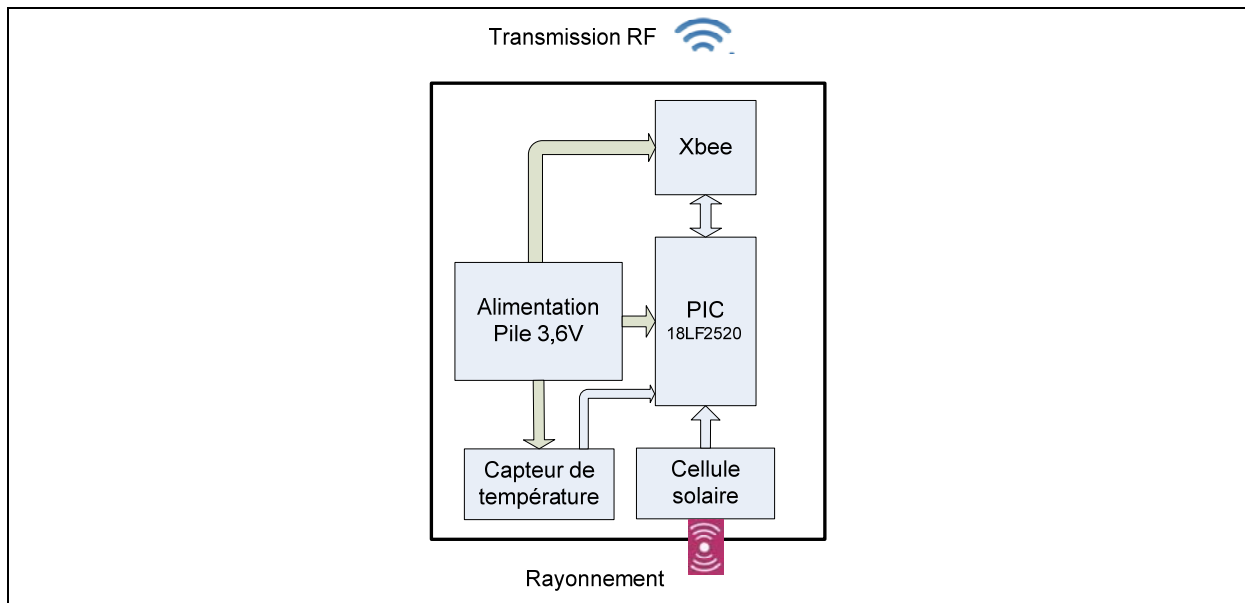 Transmission RF
Xbee
Alimentation
Pile 3,6V
PIC
18LF2520
Capteur de
température
Cellule
solaire
Rayonnement